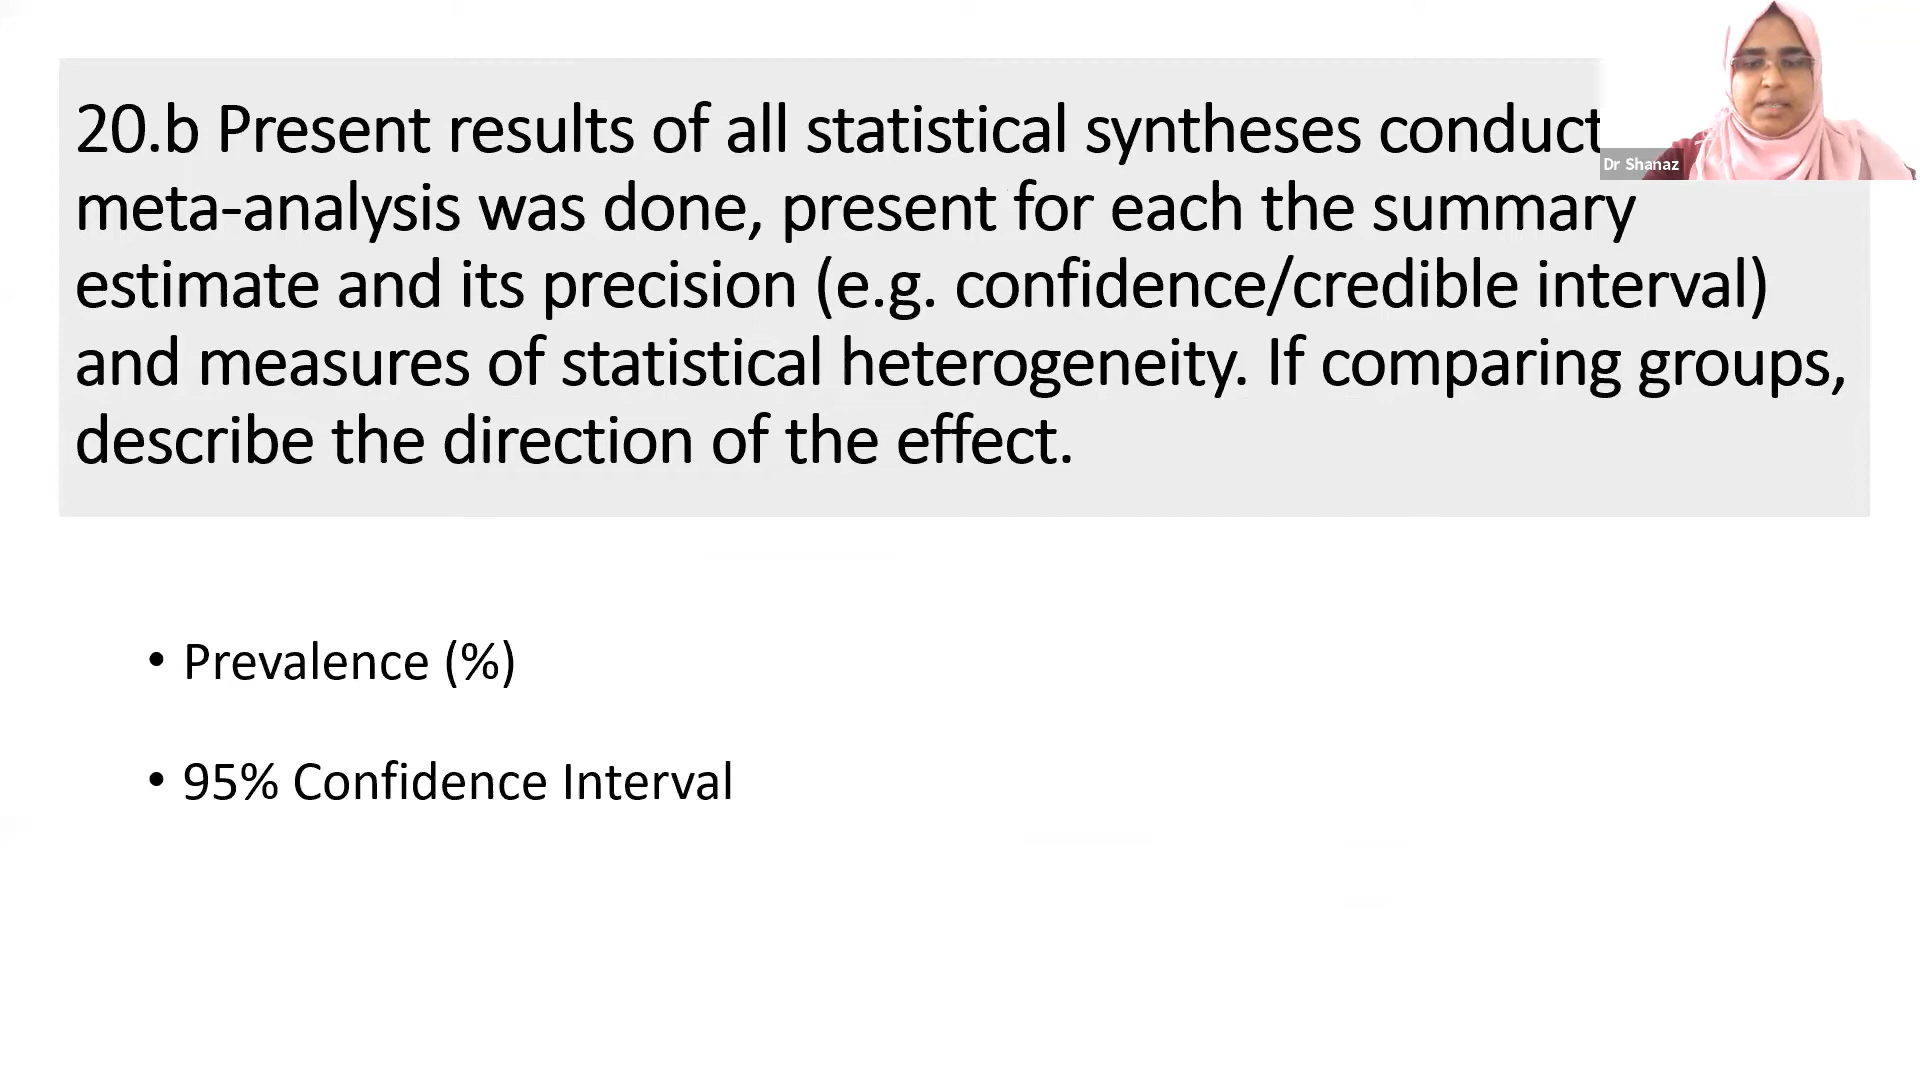 20.b Present results of all statistical syntheses conduct
Dr Shanaz
meta-analysis was done, present for each the summary
estimate and its precision (e.g. confidence/credible interval)
and measures of statistical heterogeneity. If comparing groups,
describe the direction of the effect.
• Prevalence (%)
• 95% Confidence Interval